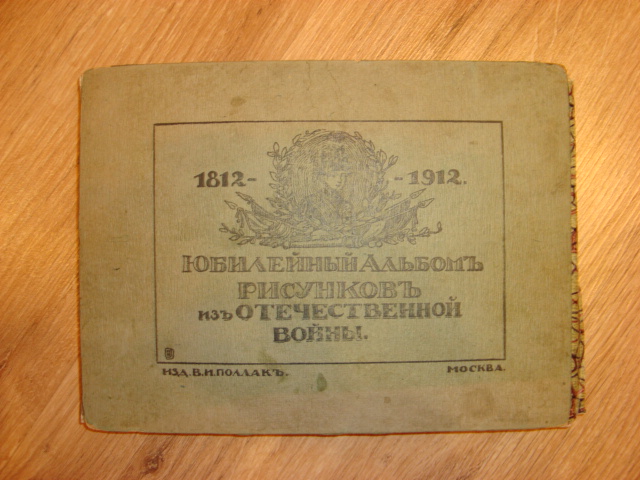 1812- -1912.
Юбилейный Альбомъ
рисунковъ
изъ Отечественной
войны.
Изд. В.И. Поллакъ.
Москва.